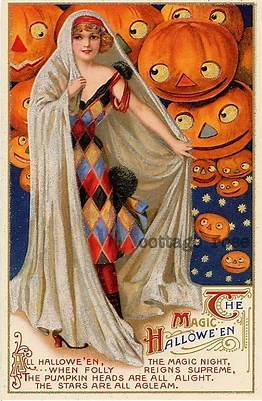 The
Magic
Hallowe'en
All Hallowe'en, The Magic Night,
When Folly Reigns Supreme,
The Pumpkin Heads Are All Alight.
The Stars Are All Agleam.